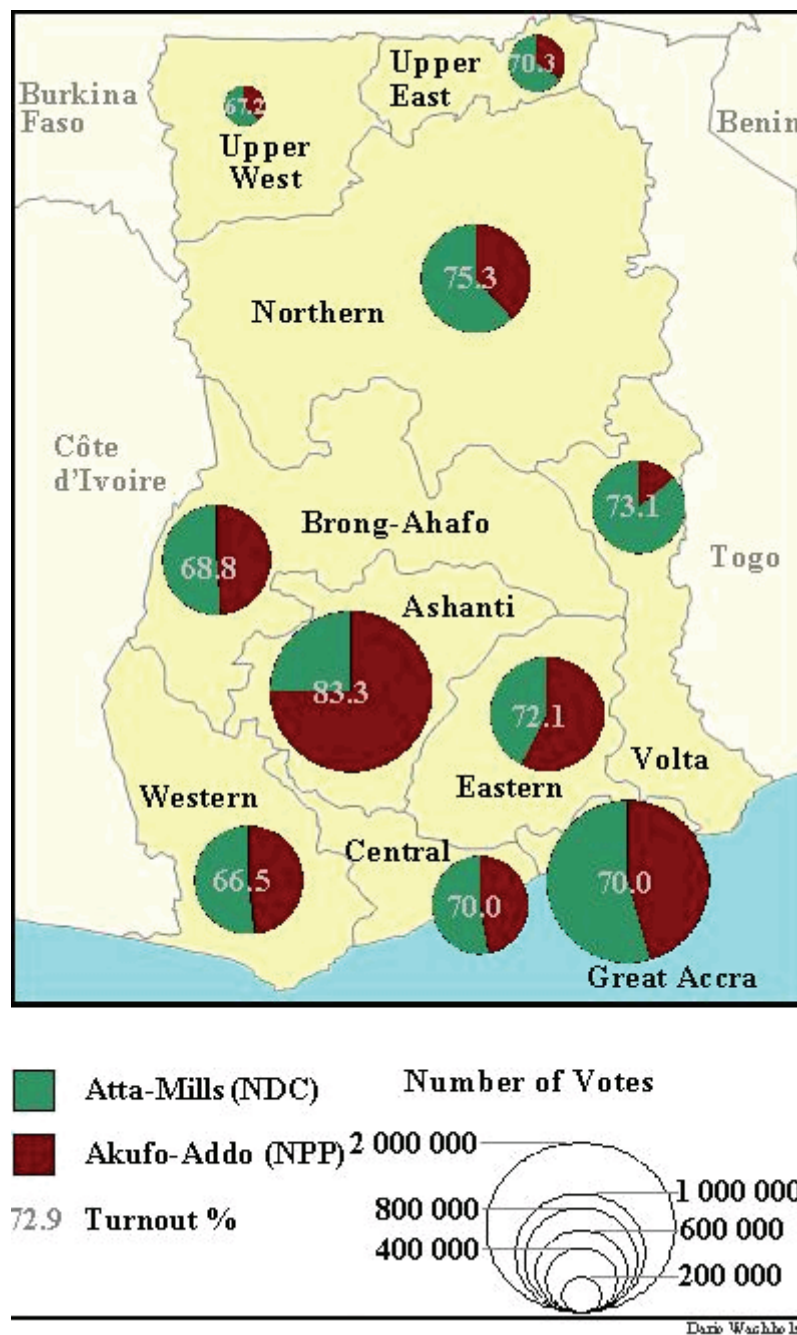 Burkina
Faso
Upper
East
70.3
Benin
67.2
Upper
West
75.3
Northern
Côte
d'Ivoire
73.1
Brong-Ahafo
Togo
68.8
Ashanti
83.3
72.1
Volta
Eastern
Western
Central
66.5
70.0
70.0
Great Accra
Atta-Mills (NDC)
Akufo-Addo (NPP)
72.9 Turnout %
Number of Votes
2 000 000
1 000 000
800 000
600 000
400 000
200 000